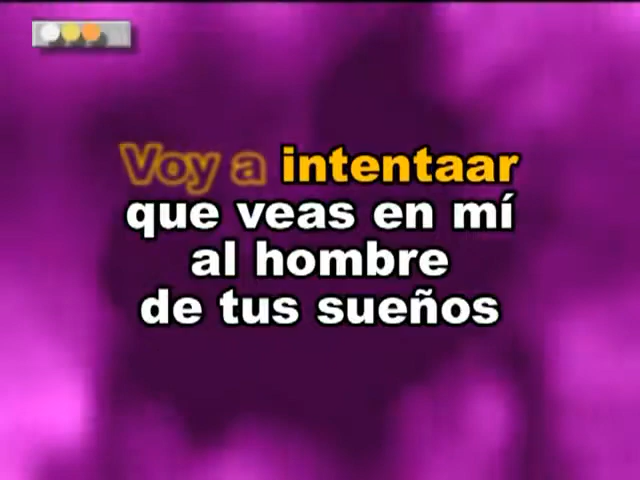 Voy a intentaar
que veas en mí
al hombre
de tus sueños